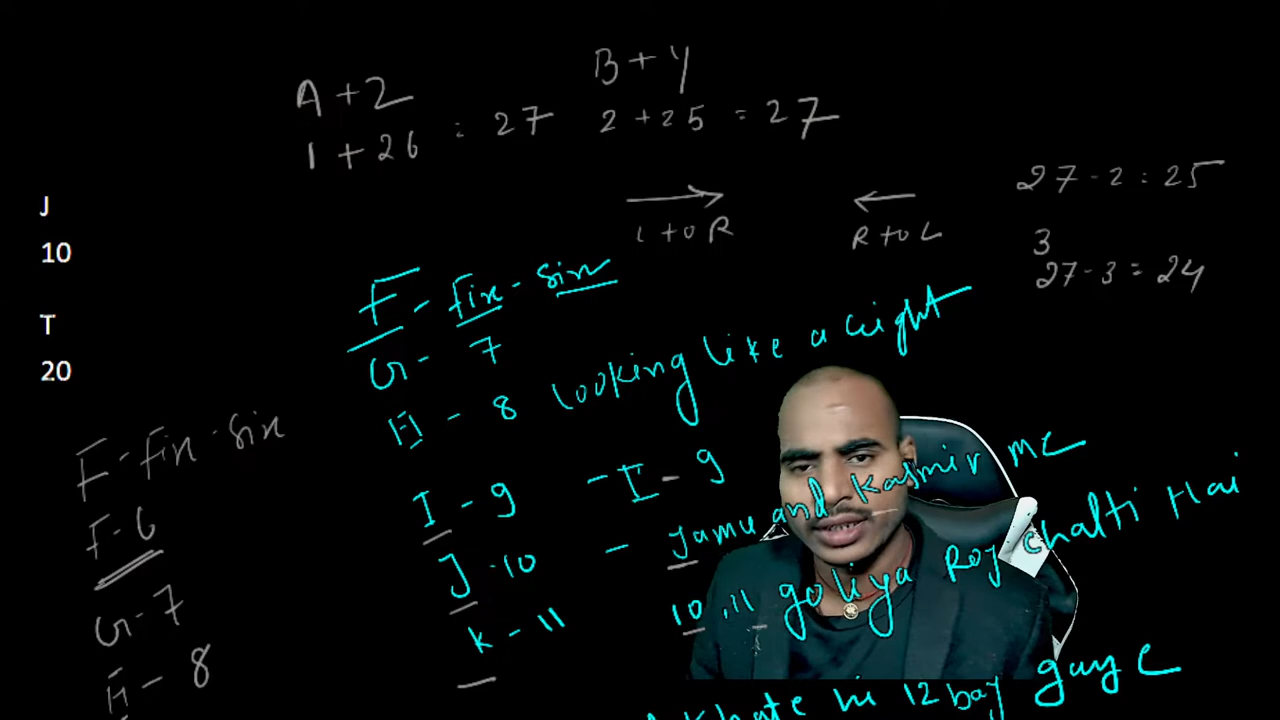 A + Z
1 + 26 = 27
B + Y
2 + 25 = 27
27 - 2 = 25
3
27 - 3 = 24
L to R
R to L
J
10
T
20
F - fix - six
G - 7
H - 8 looking like a
I - 9 - I - 9
J - 10 - Jamu and Kasmir me
K - 11 10, 11 goliya Roj chalti Hai
khate hi 12 baj gaye
F - fix - six
F - 6
G - 7
H - 8